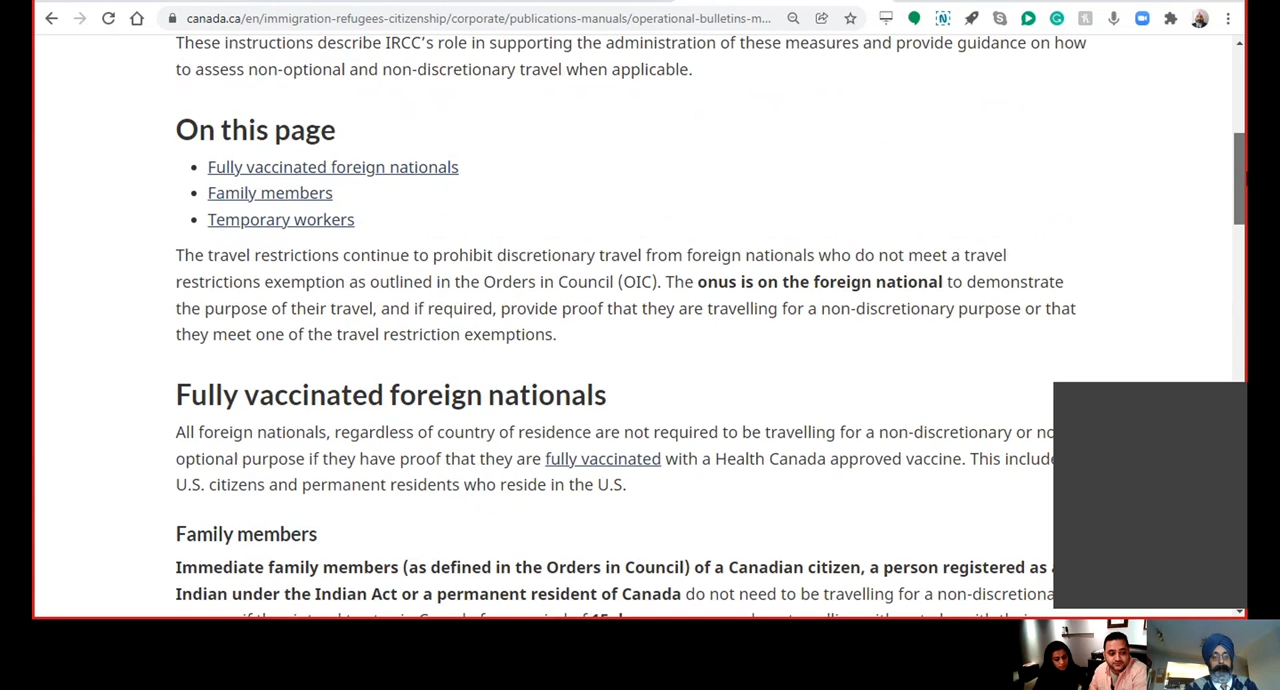 canada.ca/en/immigration-refugees-citizenship/corporate/publications-manuals/operational-bulletins-m...
These instructions describe IRCC's role in supporting the administration of these measures and provide guidance on how
to assess non-optional and non-discretionary travel when applicable.
On this page
• Fully vaccinated foreign nationals
• Family members
• Temporary workers
The travel restrictions continue to prohibit discretionary travel from foreign nationals who do not meet a travel
restrictions exemption as outlined in the Orders in Council (OIC). The onus is on the foreign national to demonstrate
the purpose of their travel, and if required, provide proof that they are travelling for a non-discretionary purpose or that
they meet one of the travel restriction exemptions.
Fully vaccinated foreign nationals
All foreign nationals, regardless of country of residence are not required to be travelling for a non-discretionary or
optional purpose if they have proof that they are fully vaccinated with a Health Canada approved vaccine. This
U.S. citizens and permanent residents who reside in the U.S.
Family members
Immediate family members (as defined in the Orders in Council) of a Canadian citizen, a person registered as
Indian under the Indian Act or a permanent resident of Canada do not need to be travelling for a